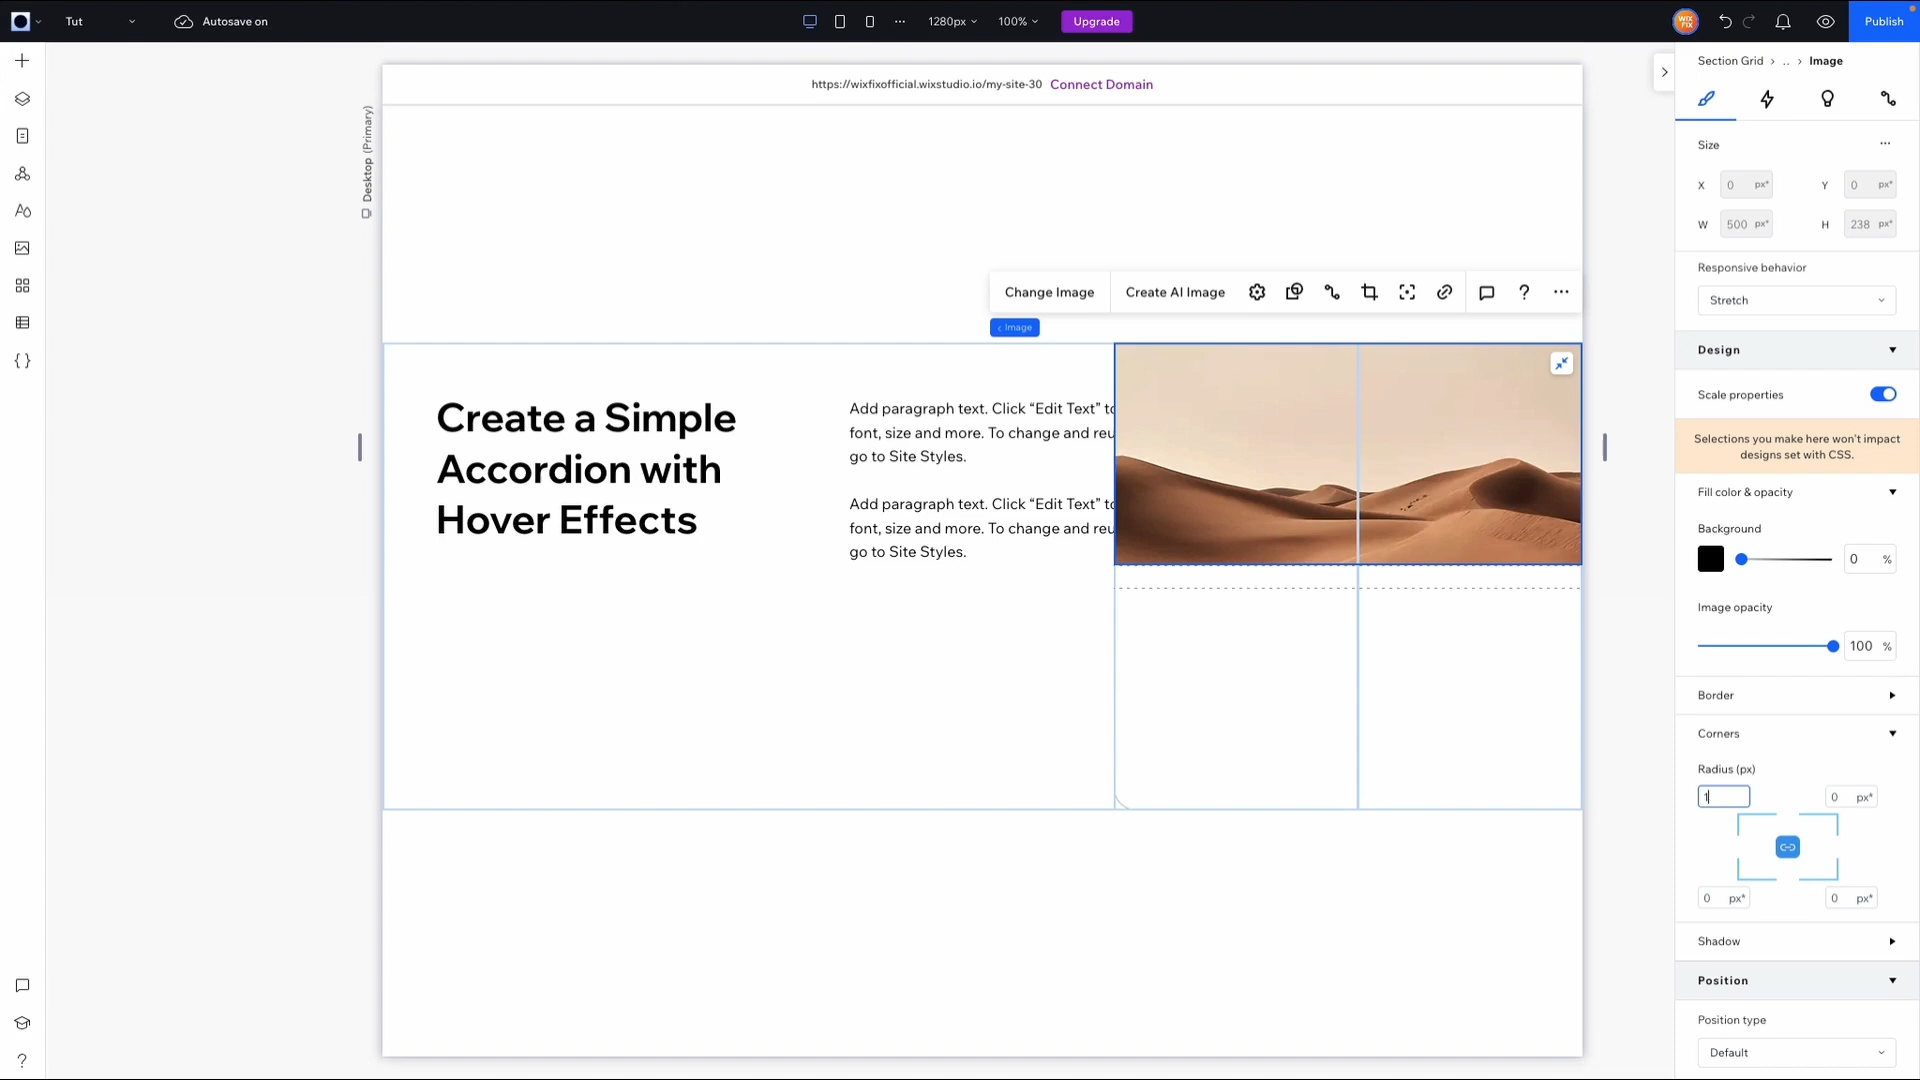 Tut
Autosave on
1280px
100%
Upgrade
WIX
FIX
Publish
https://wixfixofficial.wixstudio.io/my-site-30 Connect Domain
Desktop (Primary)
Change Image
Create AI Image
?
Image
Create a Simple
Accordion with
Hover Effects
Add paragraph text. Click “Edit Text” to
font, size and more. To change and reu
go to Site Styles.
Add paragraph text. Click “Edit Text” to
font, size and more. To change and reu
go to Site Styles.
?
Section Grid > .. > Image
Size
X 0 px*
Y 0 px*
W 500 px*
H 238 px*
Responsive behavior
Stretch
Design
Scale properties
Selections you make here won't impact
designs set with CSS.
Fill color & opacity
Background
0 %
Image opacity
100 %
Border
Corners
Radius (px)
1
0 px*
0 px*
0 px*
Shadow
Position
Position type
Default